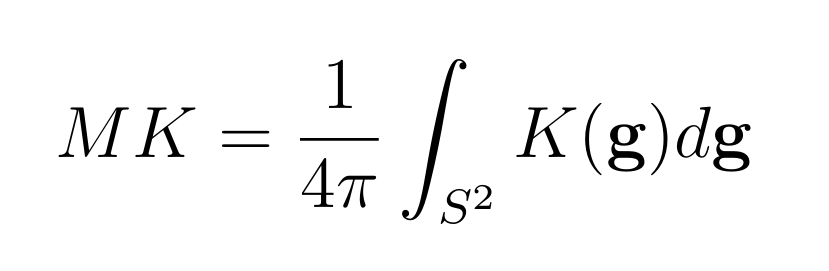 MK = \frac{1}{4\pi} \int_{S^2} K(\mathbf{g}) d\mathbf{g}